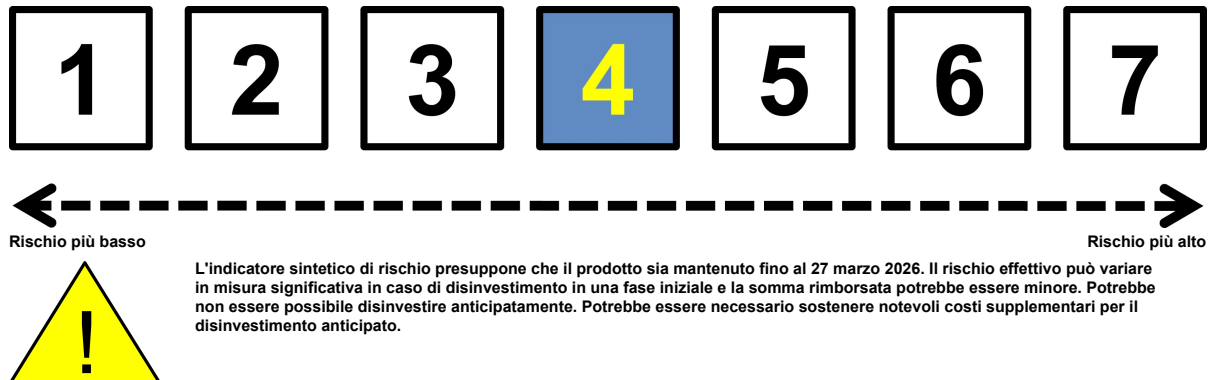 1 2 3 4 5 6 7
Rischio più basso Rischio più alto
L'indicatore sintetico di rischio presuppone che il prodotto sia mantenuto fino al 27 marzo 2026. Il rischio effettivo può variare
in misura significativa in caso di disinvestimento in una fase iniziale e la somma rimborsata potrebbe essere minore. Potrebbe
non essere possibile disinvestire anticipatamente. Potrebbe essere necessario sostenere notevoli costi supplementari per il
disinvestimento anticipato.
!